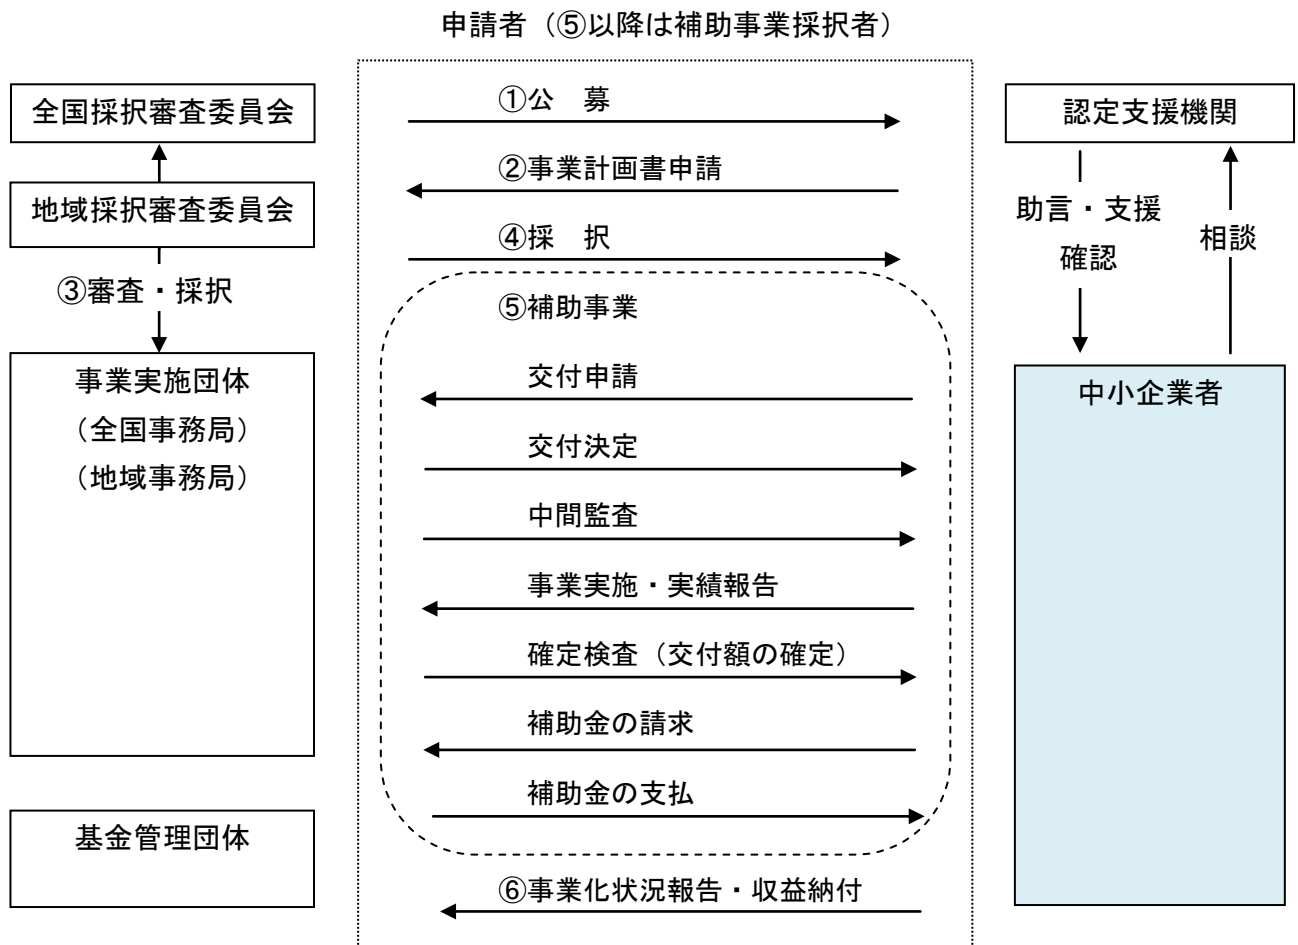 申請者（⑤以降は補助事業採択者）
全国採択審査委員会
地域採択審査委員会
③審査・採択
事業実施団体
（全国事務局）
（地域事務局）
基金管理団体
①公　募
②事業計画書申請
④採　択
⑤補助事業
交付申請
交付決定
中間監査
事業実施・実績報告
確定検査（交付額の確定）
補助金の請求
補助金の支払
⑥事業化状況報告・収益納付
認定支援機関
助言・支援
確認
相談
中小企業者